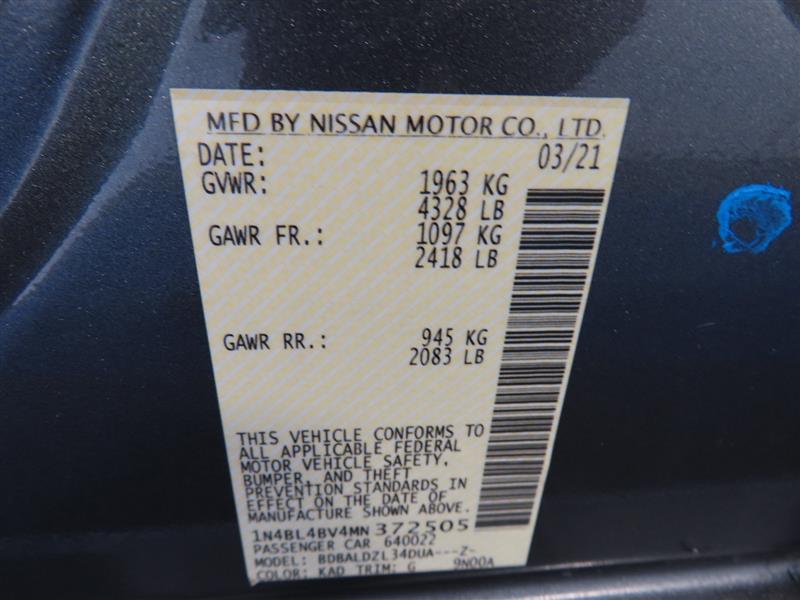 MFD BY NISSAN MOTOR CO., LTD.
DATE: 03/21
GVWR: 1963 KG
4328 LB
GAWR FR.: 1097 KG
2418 LB
GAWR RR.: 945 KG
2083 LB
THIS VEHICLE CONFORMS TO
ALL APPLICABLE FEDERAL
MOTOR VEHICLE SAFETY,
BUMPER, AND THEFT
PREVENTION STANDARDS IN
EFFECT ON THE DATE OF
MANUFACTURE SHOWN ABOVE.
1N4BL4BV4MN372505
PASSENGER CAR 640022
MODEL: BDBALDZL34DUA---Z-
COLOR: KAD TRIM: G 9N00A